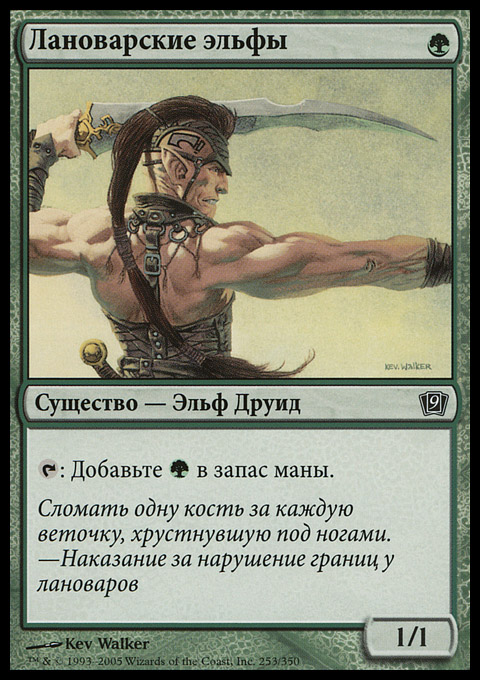 Лановарские эльфы
KEV. WALKER
Существо — Эльф Друид
9
: Добавьте в запас маны.
Сломать одну кость за каждую
веточку, хрустнувшую под ногами.
—Наказание за нарушение границ у
лановаров
Kev Walker
1/1
™ & © 1993–2005 Wizards of the Coast, Inc. 253/350